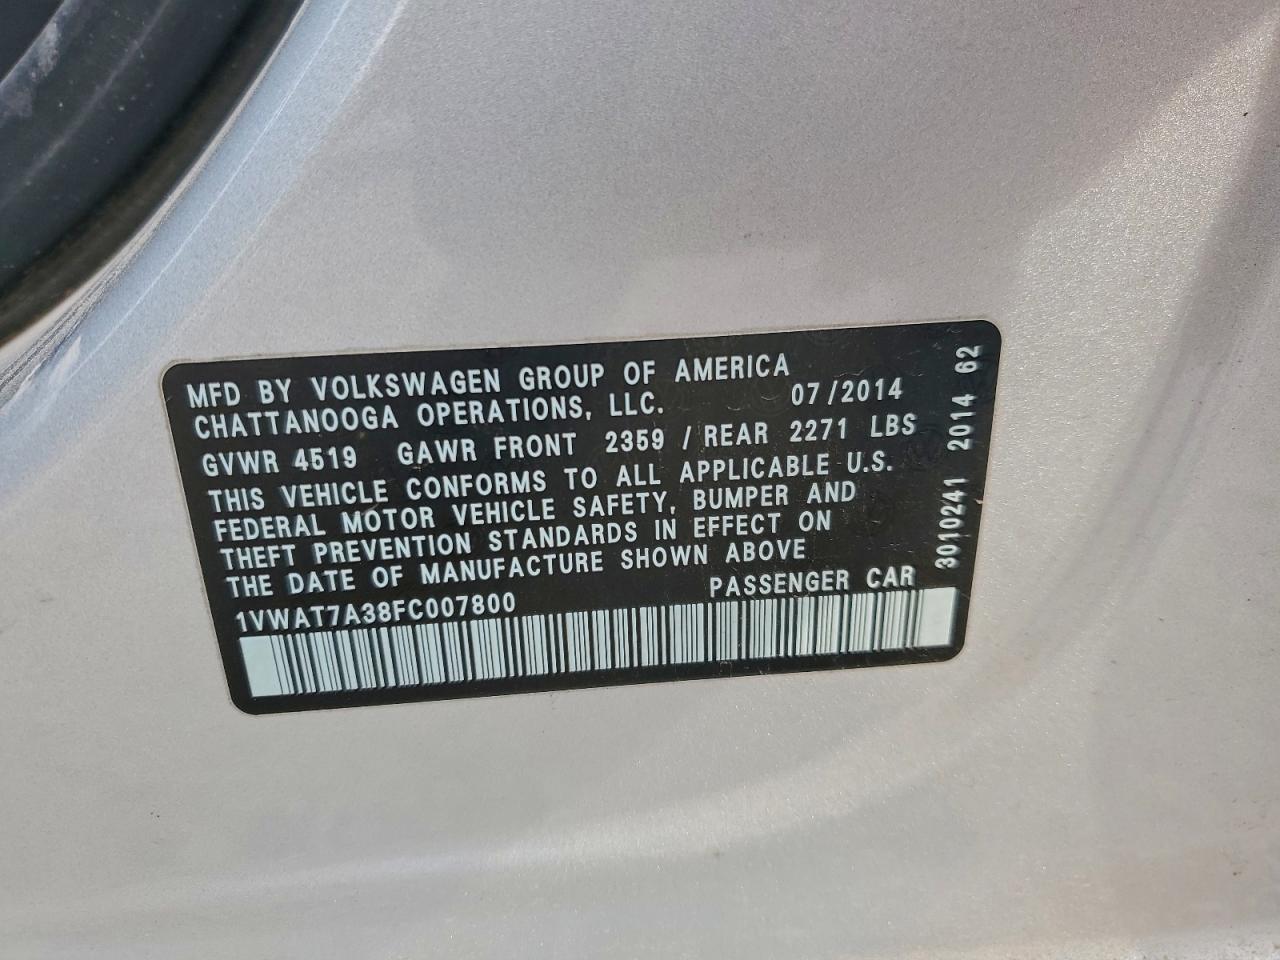 MFD BY VOLKSWAGEN GROUP OF AMERICA
CHATTANOOGA OPERATIONS, LLC. 07/2014
GVWR 4519 GAWR FRONT 2359 / REAR 2271 LBS
THIS VEHICLE CONFORMS TO ALL APPLICABLE U.S.
FEDERAL MOTOR VEHICLE SAFETY, BUMPER AND
THEFT PREVENTION STANDARDS IN EFFECT ON
THE DATE OF MANUFACTURE SHOWN ABOVE
1VWAT7A38FC007800 PASSENGER CAR
3010241 2014 62